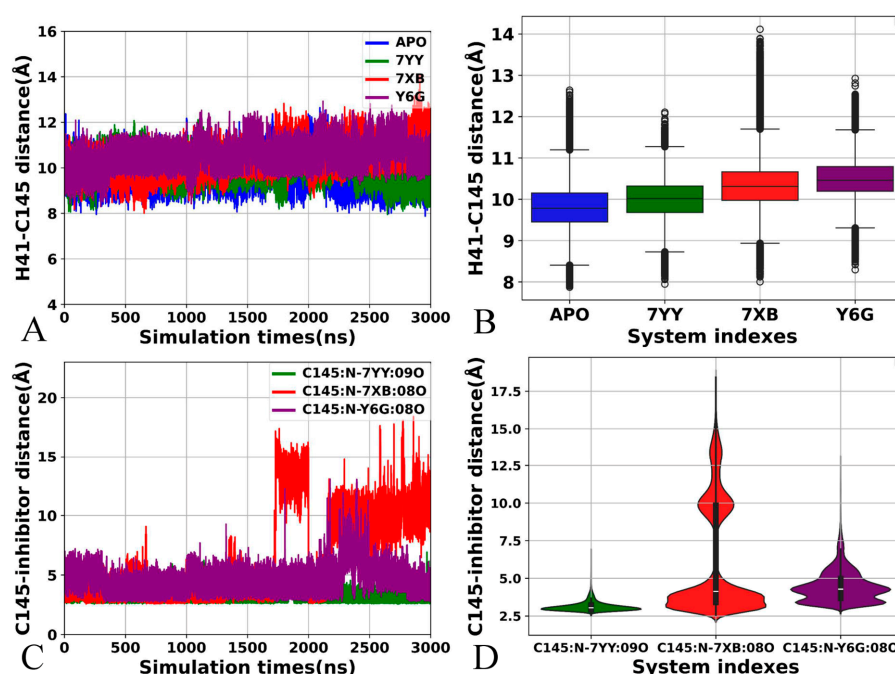 16
14
12
10
8
6
4
H41-C145 distance(Å)
APO
7YY
7XB
Y6G
0 500 1000 1500 2000 2500 3000
Simulation times(ns)
A
14
13
12
11
10
9
8
H41-C145 distance(Å)
APO 7YY 7XB Y6G
System indexes
B
20
15
10
5
0
C145-inhibitor distance(Å)
C145:N-7YY:09O
C145:N-7XB:08O
C145:N-Y6G:08O
0 500 1000 1500 2000 2500 3000
Simulation times(ns)
C
17.5
15.0
12.5
10.0
7.5
5.0
2.5
C145-inhibitor distance(Å)
C145:N-7YY:09O C145:N-7XB:08O C145:N-Y6G:08O
System indexes
D